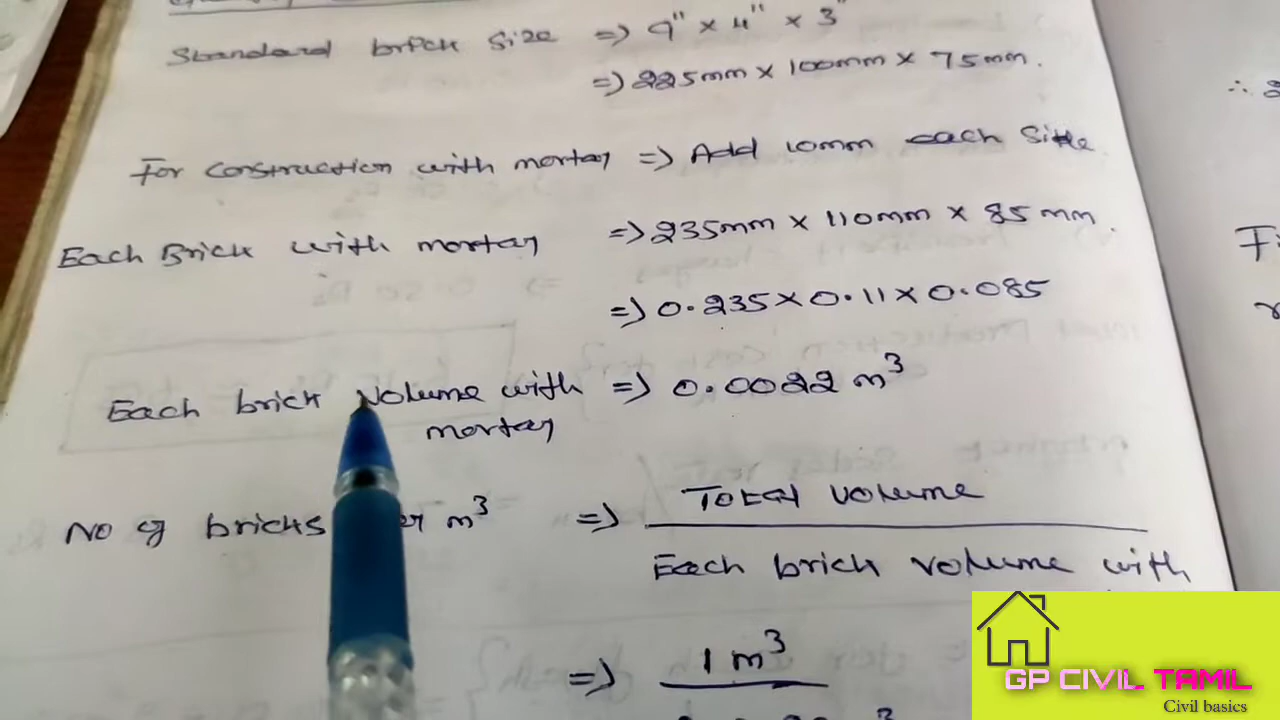 Standard brick size => 9" x 4" x 3"
=> 225mm x 100mm x 75mm.
For construction with mortar => Add 10mm each side
Each Brick with mortar => 235mm x 110mm x 85mm.
=> 0.235 x 0.11 x 0.085
Each brick volume with => 0.0022 m³
mortar
No of bricks m³ => Total volume
Each brick volume with
=> 1 m³
GP CIVIL TAMIL
Civil basics